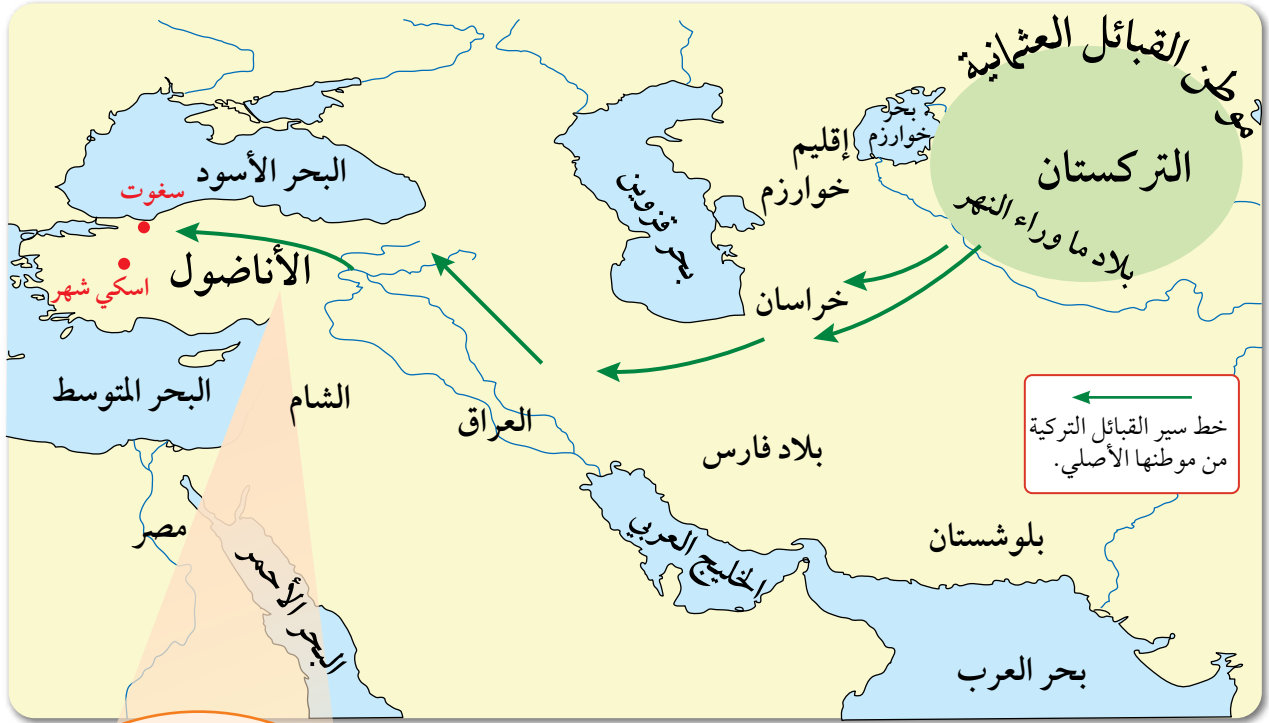 موطن القبائل العثمانية
التركستان
بلاد ما وراء النهر
بحر
خوارزم
إقليم
خوارزم
بحر قزوين
البحر الأسود
سغوت
الأناضول
اسكي شهر
خراسان
البحر المتوسط
الشام
العراق
بلاد فارس
خط سير القبائل التركية
من موطنها الأصلي.
مصر
بلوشستان
الخليج العربي
البحر الأحمر
بحر العرب